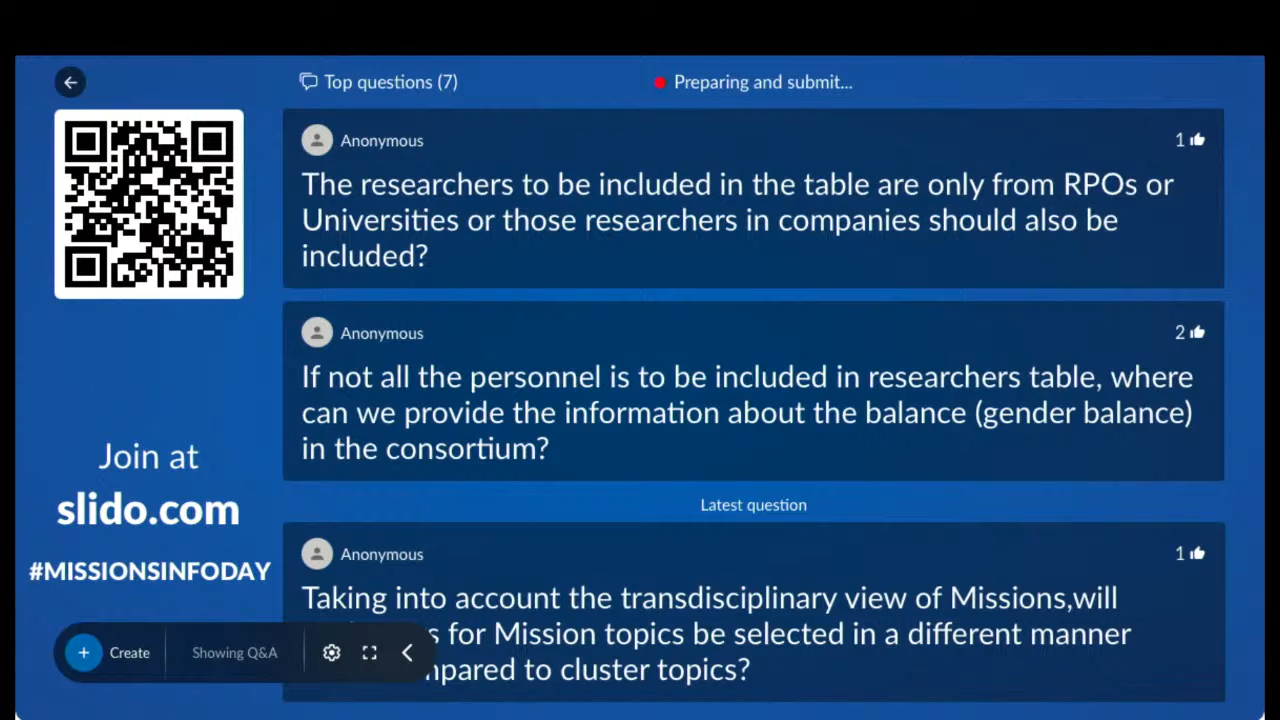 Top questions (7)
Preparing and submit...
Anonymous
1
The researchers to be included in the table are only from RPOs or
Universities or those researchers in companies should also be
included?
Anonymous
2
If not all the personnel is to be included in researchers table, where
can we provide the information about the balance (gender balance)
in the consortium?
Latest question
Anonymous
1
Taking into account the transdisciplinary view of Missions,will
for Mission topics be selected in a different manner
to cluster topics?
Join at
slido.com
#MISSIONSINFODAY
Create
Showing Q&A